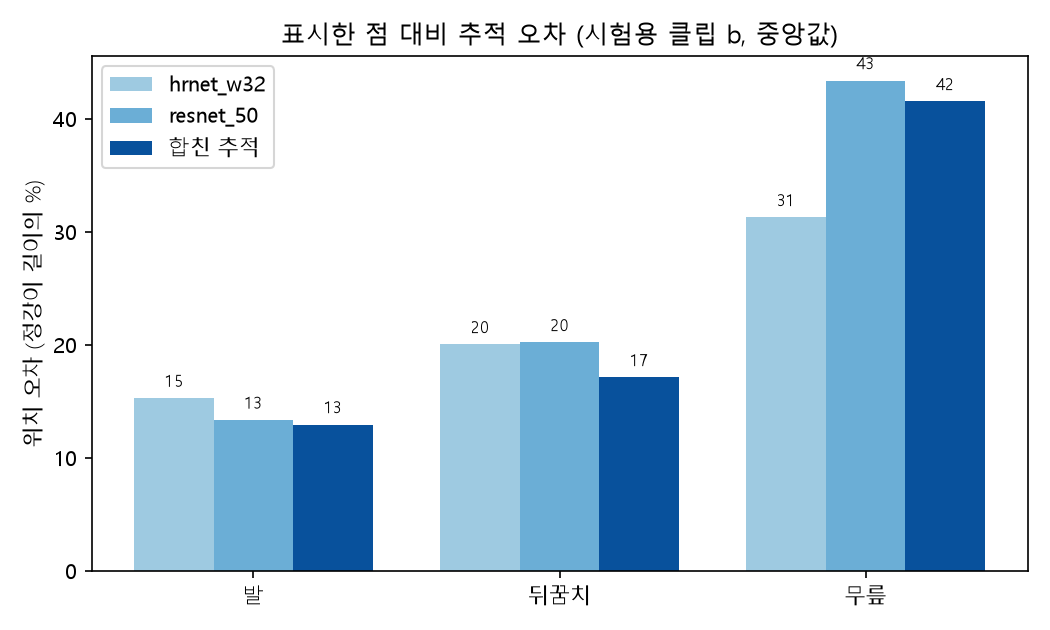 표시한 점 대비 추적 오차 (시험용 클립 b, 중앙값)
hrnet_w32
resnet_50
합친 추적
위치 오차 (정강이 길이의 %)
40
30
20
10
0
15
13
13
20
20
17
31
43
42
발
뒤꿈치
무릎